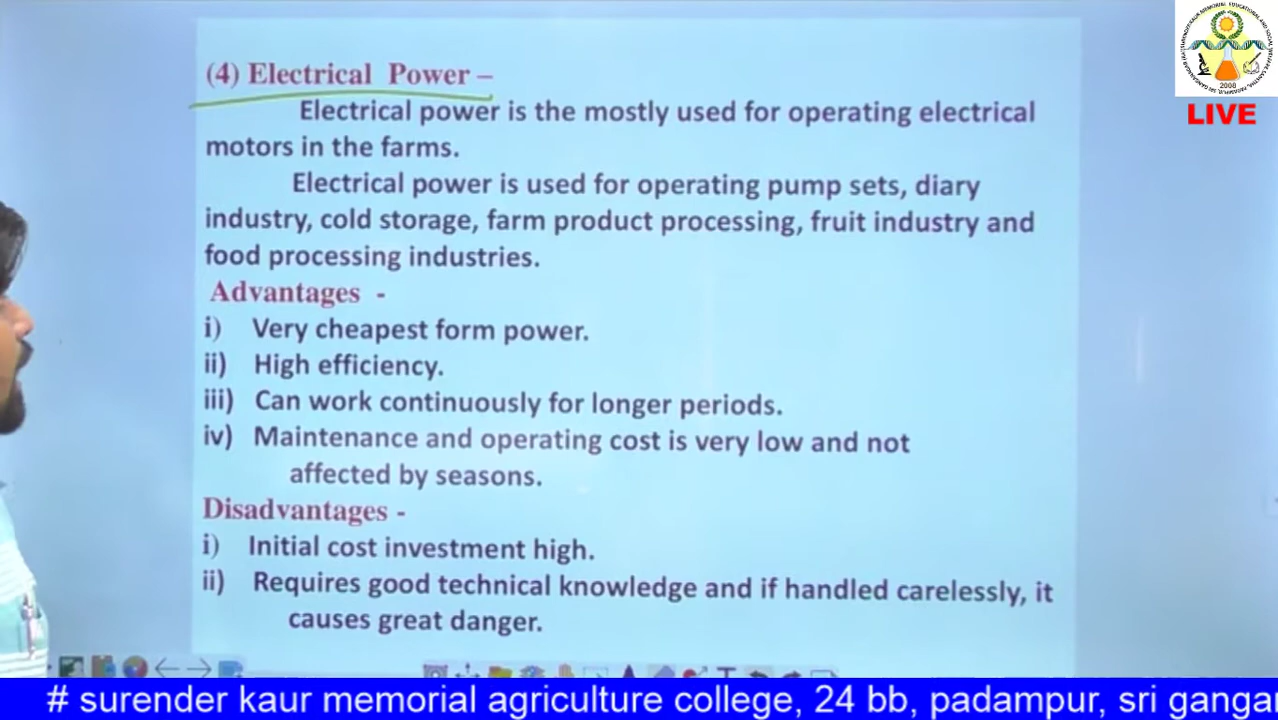 (4) Electrical Power –
Electrical power is the mostly used for operating electrical
motors in the farms.
Electrical power is used for operating pump sets, diary
industry, cold storage, farm product processing, fruit industry and
food processing industries.
Advantages -
i) Very cheapest form power.
ii) High efficiency.
iii) Can work continuously for longer periods.
iv) Maintenance and operating cost is very low and not
affected by seasons.
Disadvantages -
i) Initial cost investment high.
ii) Requires good technical knowledge and if handled carelessly, it
causes great danger.
2008
LIVE
# surender kaur memorial agriculture college, 24 bb, padampur, sri gangan